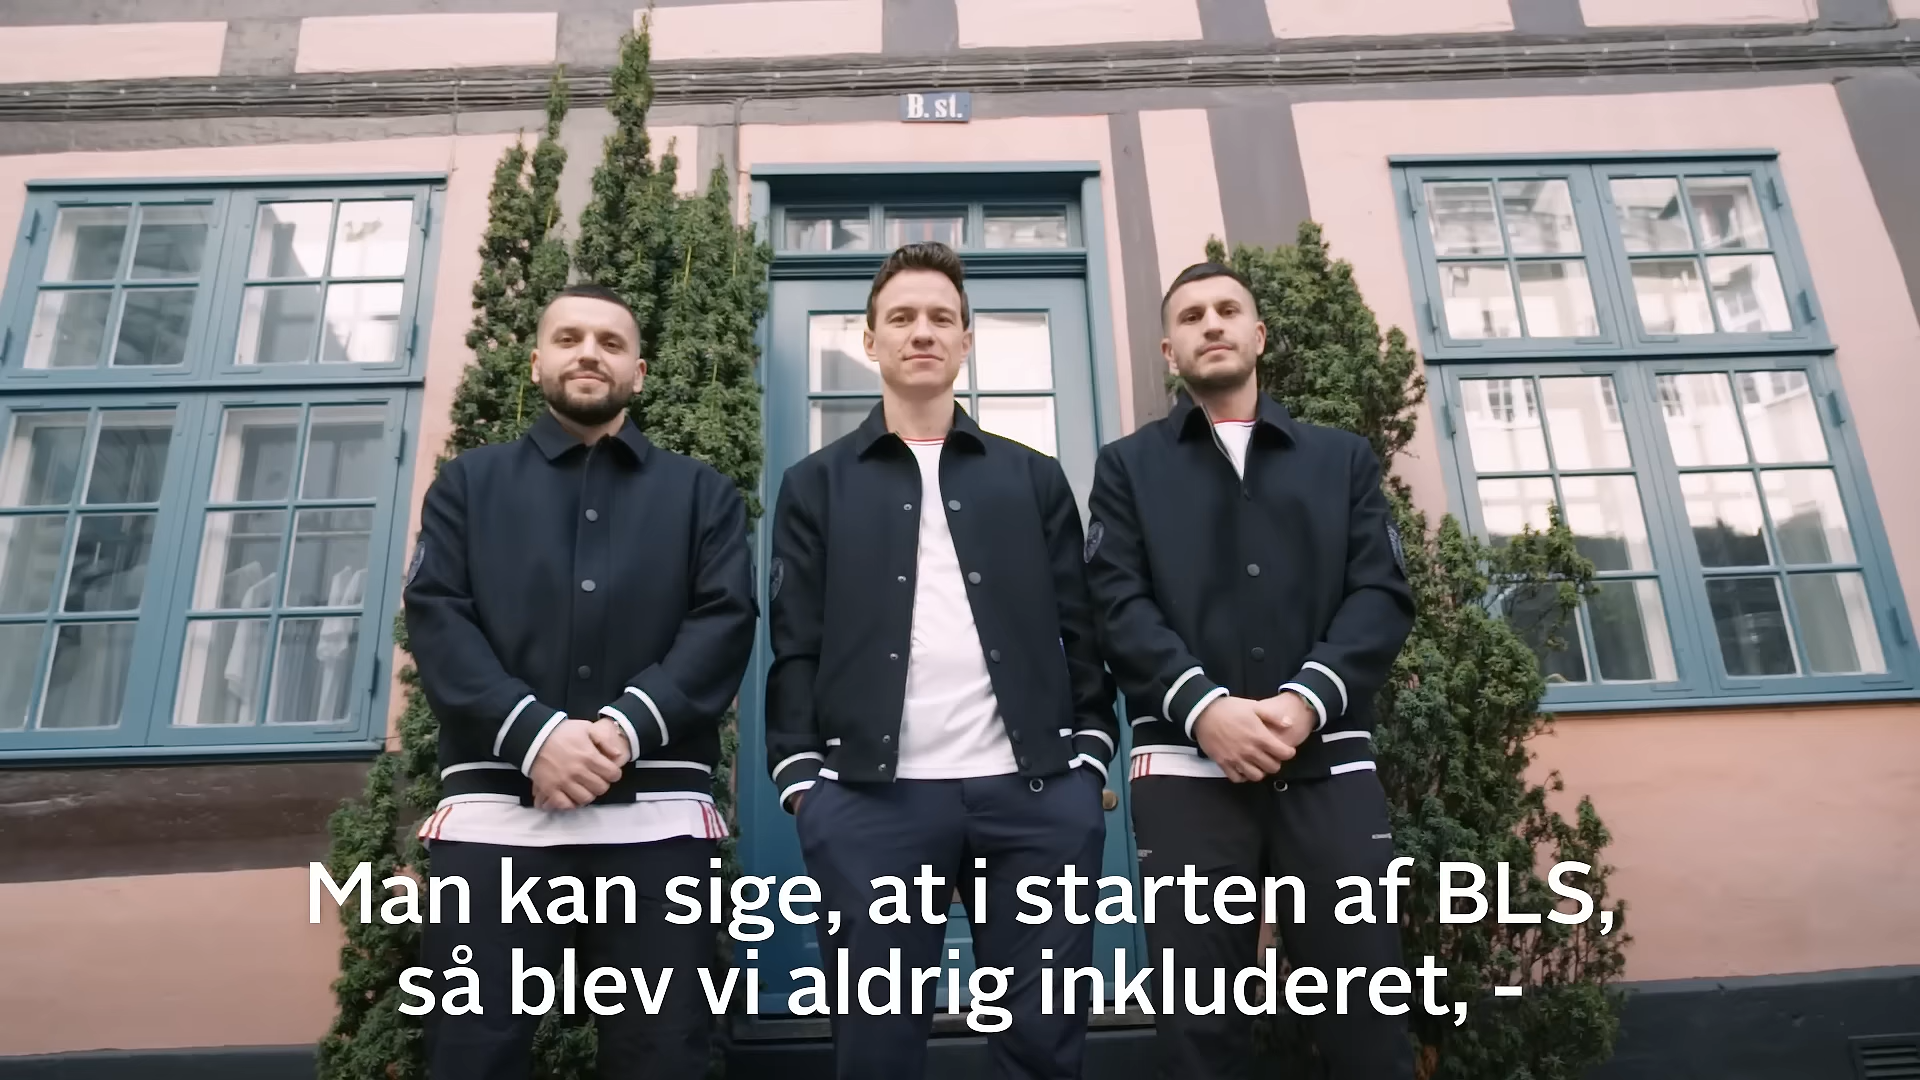 B. st.
Man kan sige, at i starten af BLS,
så blev vi aldrig inkluderet, -